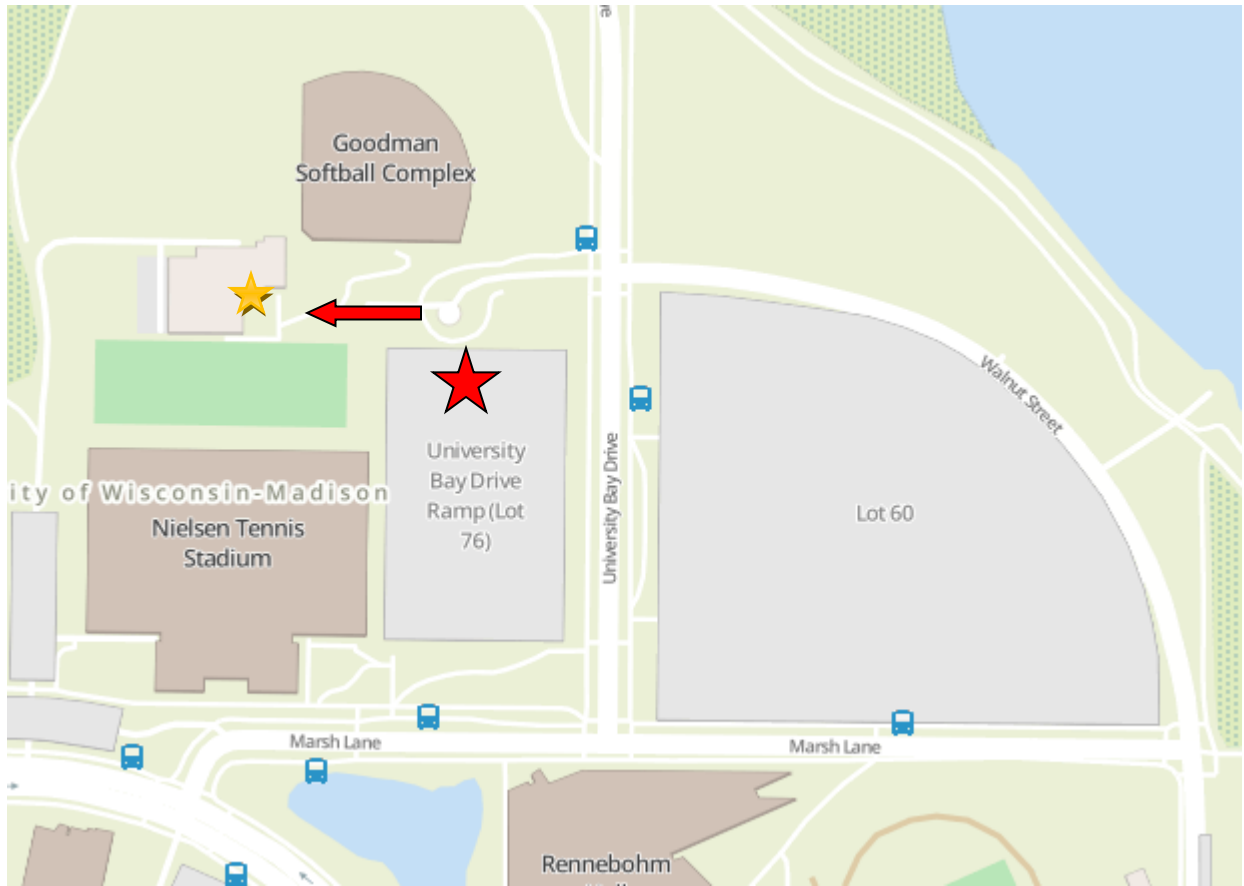 Goodman
Softball Complex
University
Bay Drive
Ramp (Lot
76)
ity of Wisconsin-Madison
Nielsen Tennis
Stadium
University Bay Drive
Walnut Street
Lot 60
Marsh Lane
Marsh Lane
Rennebohm